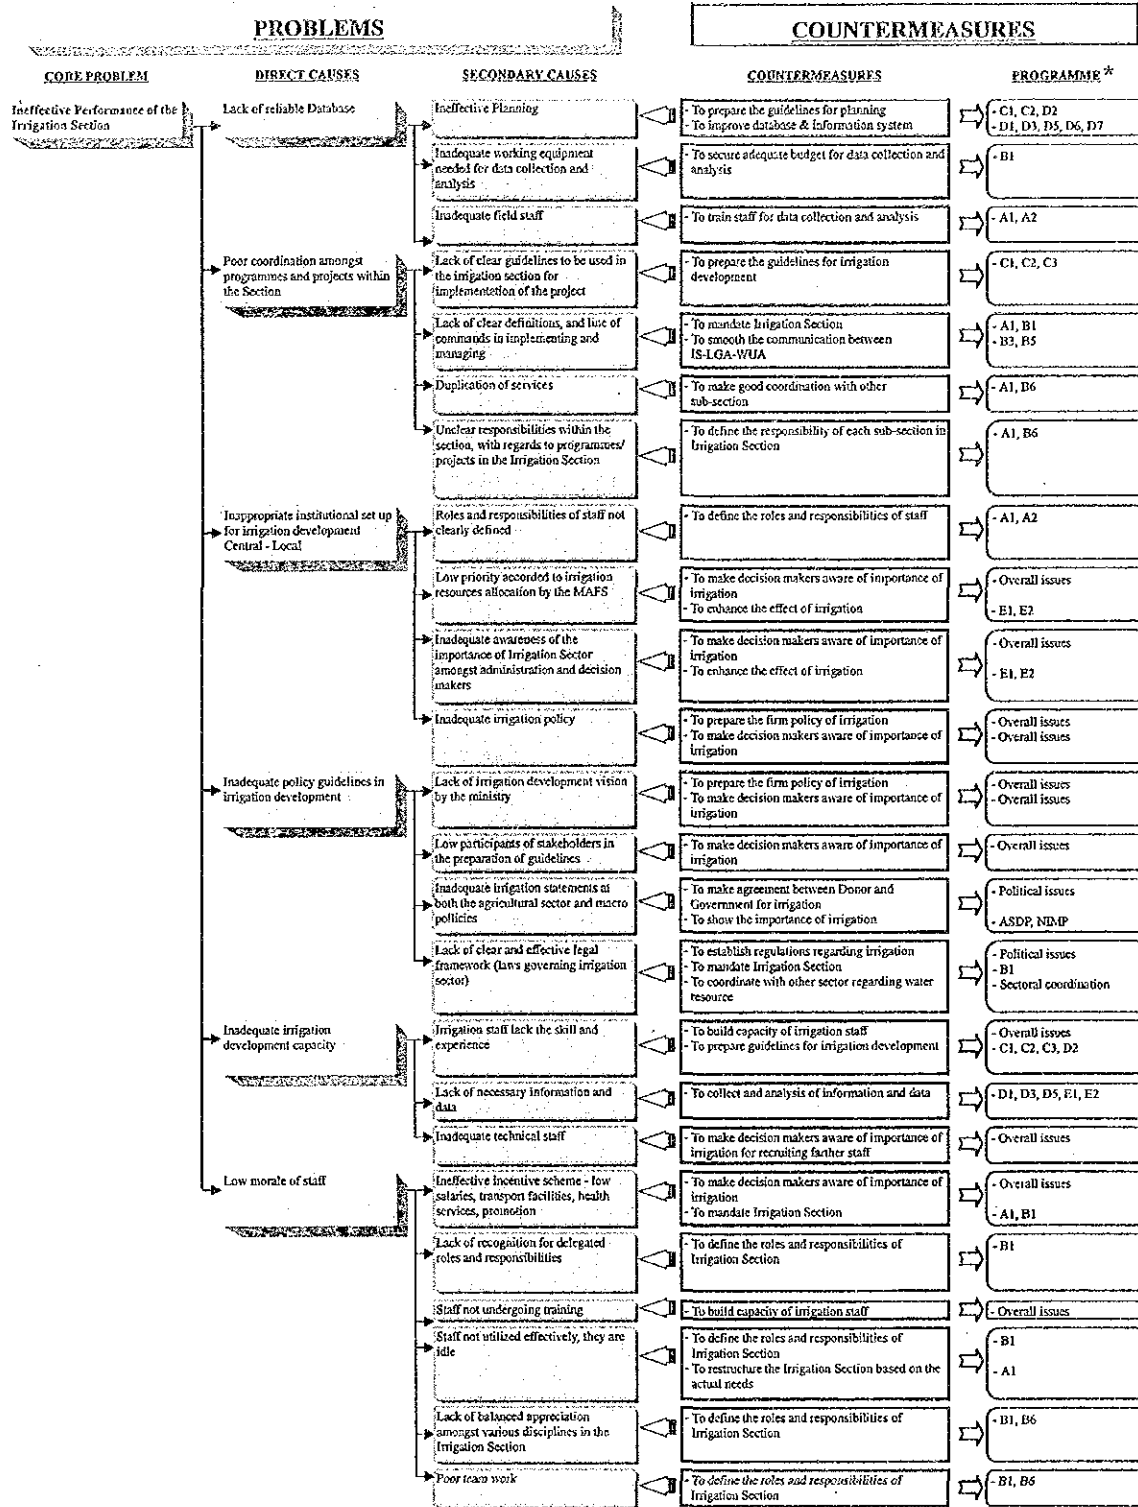 PROBLEMS
COUNTERMEASURES
CORE PROBLEM
DIRECT CAUSES
SECONDARY CAUSES
COUNTERMEASURES
PROGRAMME *
Ineffective Performance of the
Irrigation Section
Lack of reliable Database
Ineffective Planning
- To prepare the guidelines for planning
- To improve database & information system
- C1, C2, D2
- D1, D3, D5, D6, D7
Inadequate working equipment
needed for data collection and
analysis
- To secure adequate budget for data collection and
analysis
- B1
Inadequate field staff
- To train staff for data collection and analysis
- A1, A2
Poor coordination amongst
programmes and projects within
the Section
Lack of clear guidelines to be used in
the irrigation section for
implementation of the project
- To prepare the guidelines for irrigation
development
- C1, C2, C3
Lack of clear definitions, and line of
commands in implementing and
managing
- To mandate Irrigation Section
- To smooth the communication between
IS-LGA-WUA
- A1, B1
- B3, B5
Duplication of services
- To make good coordination with other
sub-section
- A1, B6
Unclear responsibilities within the
section, with regards to programmes/
projects in the Irrigation Section
- To define the responsibility of each sub-section in
Irrigation Section
- A1, B6
Inappropriate institutional set up
for irrigation development
Central - Local
Roles and responsibilities of staff not
clearly defined
- To define the roles and responsibilities of staff
- A1, A2
Low priority accorded to irrigation
resources allocation by the MAFS
- To make decision makers aware of importance of
irrigation
- To enhance the effect of irrigation
- Overall issues
- E1, E2
Inadequate awareness of the
importance of Irrigation Sector
amongst administration and decision
makers
- To make decision makers aware of importance of
irrigation
- To enhance the effect of irrigation
- Overall issues
- E1, E2
Inadequate irrigation policy
- To prepare the firm policy of irrigation
- To make decision makers aware of importance of
irrigation
- Overall issues
- Overall issues
Inadequate policy guidelines in
irrigation development
Lack of irrigation development vision
by the ministry
- To prepare the firm policy of irrigation
- To make decision makers aware of importance of
irrigation
- Overall issues
- Overall issues
Low participants of stakeholders in
the preparation of guidelines
- To make decision makers aware of importance of
irrigation
- Overall issues
Inadequate irrigation statements at
both the agricultural sector and macro
policies
- To make agreement between Donor and
Government for irrigation
- To show the importance of irrigation
- Political issues
- ASDP, NIMP
Lack of clear and effective legal
framework (laws governing irrigation
sector)
- To establish regulations regarding irrigation
- To mandate Irrigation Section
- To coordinate with other sector regarding water
resource
- Political issues
- B1
- Sectoral coordination
Inadequate irrigation
development capacity
Irrigation staff lack the skill and
experience
- To build capacity of irrigation staff
- To prepare guidelines for irrigation development
- Overall issues
- C1, C2, C3, D2
Lack of necessary information and
data
- To collect and analysis of information and data
- D1, D3, D5, E1, E2
Inadequate technical staff
- To make decision makers aware of importance of
irrigation for recruiting farther staff
- Overall issues
Low morale of staff
Ineffective Incentive scheme - low
salaries, transport facilities, health
services, promotion
- To make decision makers aware of importance of
irrigation
- To mandate Irrigation Section
- Overall issues
- A1, B1
Lack of recognition for delegated
roles and responsibilities
- To define the roles and responsibilities of
Irrigation Section
- B1
Staff not undergoing training
- To build capacity of irrigation staff
- Overall issues
Staff not utilized effectively, they are
idle
- To define the roles and responsibilities of
Irrigation Section
- To restructure the Irrigation Section based on the
actual needs
- B1
- A1
Lack of balanced appreciation
amongst various disciplines in the
Irrigation Section
- To define the roles and responsibilities of
Irrigation Section
- B1, B6
Poor team work
- To define the roles and responsibilities of
Irrigation Section
- B1, B6